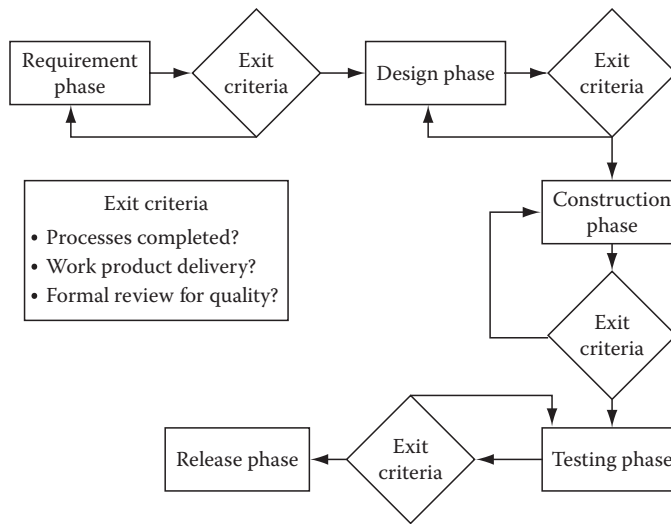 Requirement
phase
Exit
criteria
Design phase
Exit
criteria
Exit criteria
• Processes completed?
• Work product delivery?
• Formal review for quality?
Construction
phase
Exit
criteria
Release phase
Exit
criteria
Testing phase